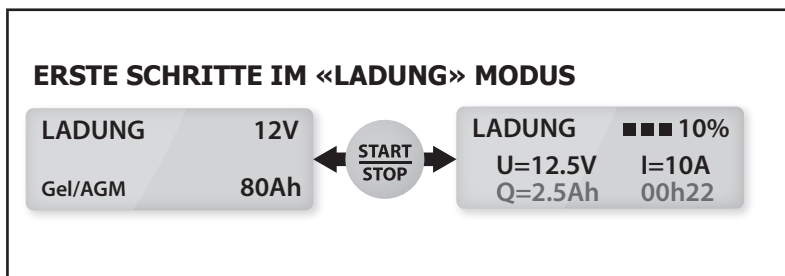 ERSTE SCHRITTE IM «LADUNG» MODUS
LADUNG 12V
Gel/AGM 80Ah
START
STOP
LADUNG 10%
U=12.5V I=10A
Q=2.5Ah 00h22